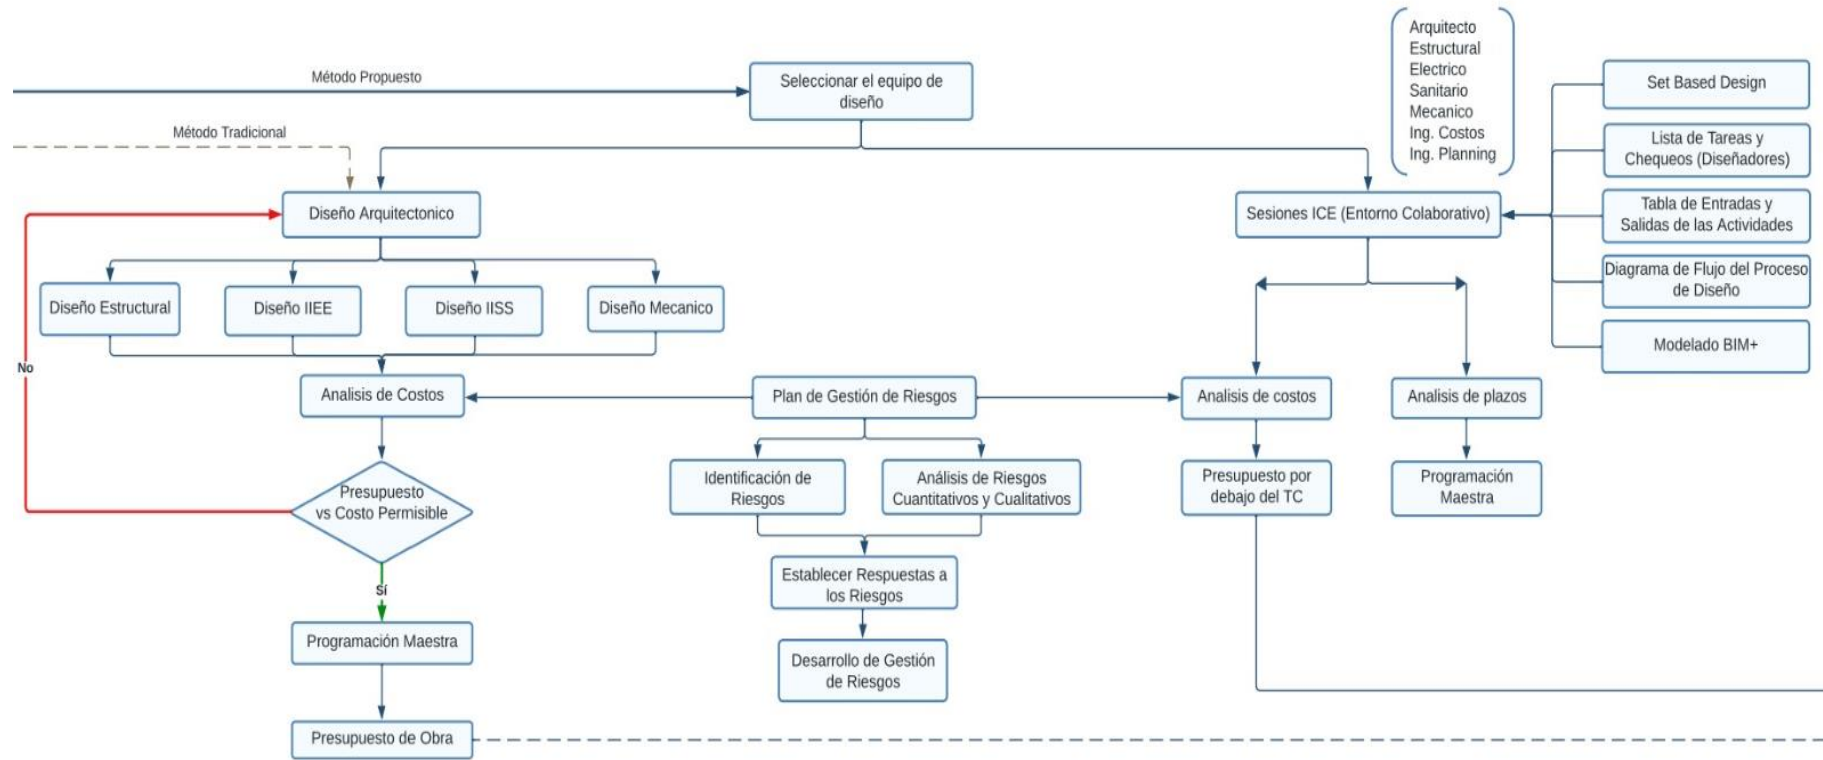 Arquitecto
Estructural
Electrico
Sanitario
Mecanico
Ing. Costos
Ing. Planning
Método Propuesto
Seleccionar el equipo de
diseño
Set Based Design
Método Tradicional
Lista de Tareas y
Chequeos (Diseñadores)
Diseño Arquitectonico
Sesiones ICE (Entorno Colaborativo)
Tabla de Entradas y
Salidas de las Actividades
Diagrama de Flujo del Proceso
de Diseño
Diseño Estructural
Diseño IIEE
Diseño IISS
Diseño Mecanico
Modelado BIM+
No
Analisis de Costos
Plan de Gestión de Riesgos
Analisis de costos
Analisis de plazos
Presupuesto
vs Costo Permisible
Identificación de
Riesgos
Análisis de Riesgos
Cuantitativos y Cualitativos
Presupuesto por
debajo del TC
Programación
Maestra
Sí
Establecer Respuestas a
los Riesgos
Programación Maestra
Desarrollo de Gestión
de Riesgos
Presupuesto de Obra